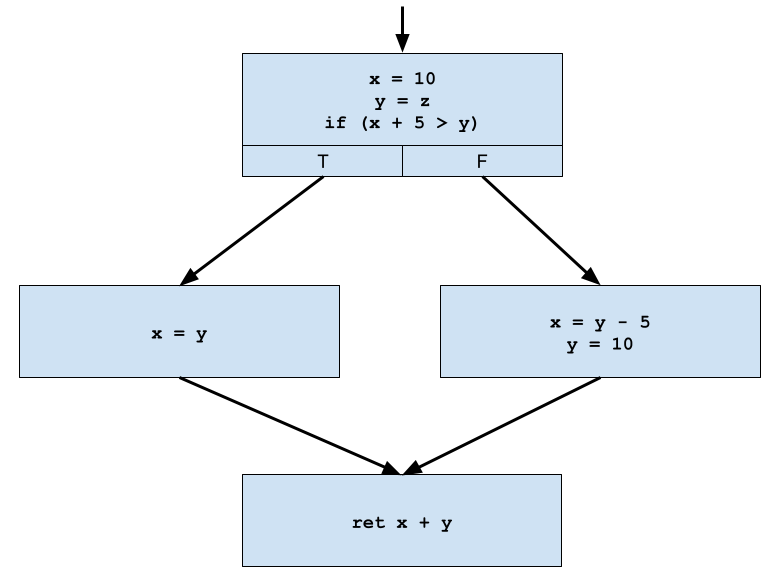 x = 10
y = z
if (x + 5 > y)
T
F
x = y
x = y - 5
y = 10
ret x + y